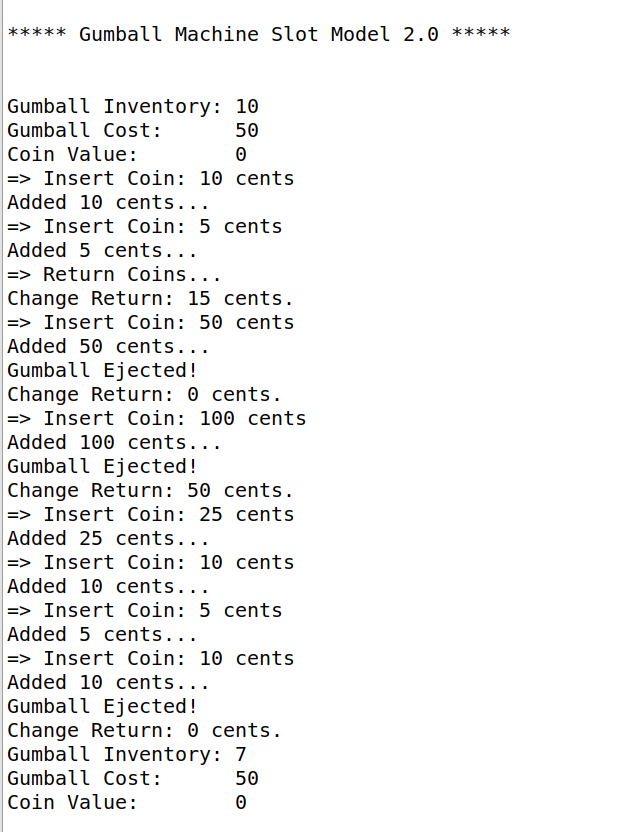 ***** Gumball Machine Slot Model 2.0 *****
Gumball Inventory: 10
Gumball Cost:      50
Coin Value:        0
=> Insert Coin: 10 cents
Added 10 cents...
=> Insert Coin: 5 cents
Added 5 cents...
=> Return Coins...
Change Return: 15 cents.
=> Insert Coin: 50 cents
Added 50 cents...
Gumball Ejected!
Change Return: 0 cents.
=> Insert Coin: 100 cents
Added 100 cents...
Gumball Ejected!
Change Return: 50 cents.
=> Insert Coin: 25 cents
Added 25 cents...
=> Insert Coin: 10 cents
Added 10 cents...
=> Insert Coin: 5 cents
Added 5 cents...
=> Insert Coin: 10 cents
Added 10 cents...
Gumball Ejected!
Change Return: 0 cents.
Gumball Inventory: 7
Gumball Cost:      50
Coin Value:        0